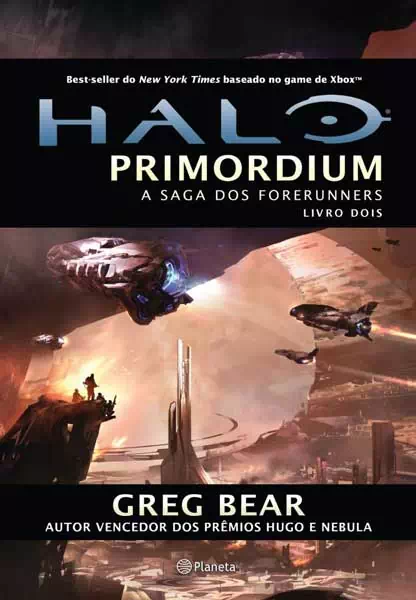 Best-seller do New York Times baseado no game de Xbox™
HALO®
PRIMORDIUM
A SAGA DOS FORERUNNERS
LIVRO DOIS
GREG BEAR
AUTOR VENCEDOR DOS PRÊMIOS HUGO E NEBULA
Planeta